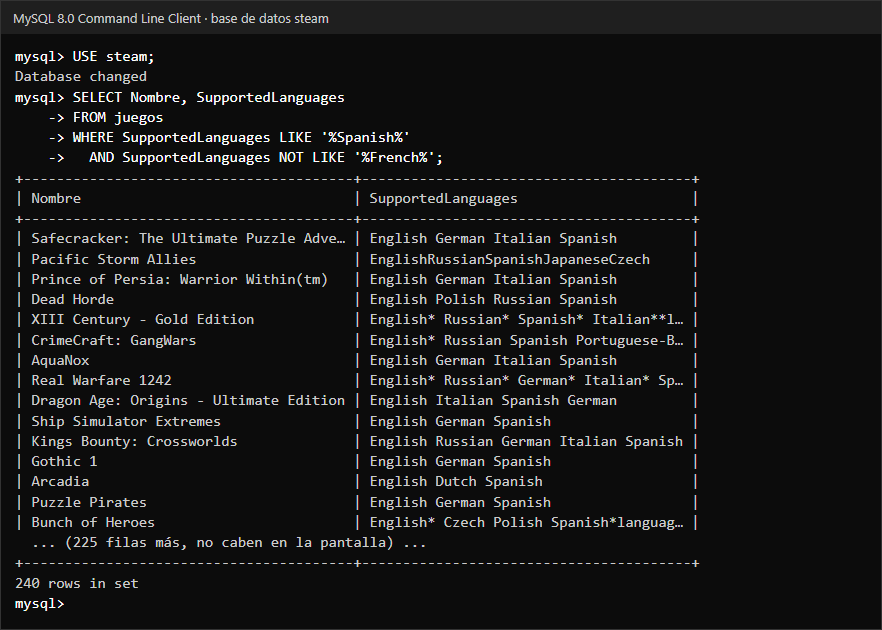 MySQL 8.0 Command Line Client · base de datos steam
mysql> USE steam;
Database changed
mysql> SELECT Nombre, SupportedLanguages
    -> FROM juegos
    -> WHERE SupportedLanguages LIKE '%Spanish%'
    ->   AND SupportedLanguages NOT LIKE '%French%';
+----------------------------------------+----------------------------------------+
| Nombre                                 | SupportedLanguages                     |
+----------------------------------------+----------------------------------------+
| Safecracker: The Ultimate Puzzle Adve… | English German Italian Spanish         |
| Pacific Storm Allies                   | EnglishRussianSpanishJapaneseCzech     |
| Prince of Persia: Warrior Within(tm)   | English German Italian Spanish         |
| Dead Horde                             | English Polish Russian Spanish         |
| XIII Century - Gold Edition            | English* Russian* Spanish* Italian**l… |
| CrimeCraft: GangWars                   | English* Russian Spanish Portuguese-B… |
| AquaNox                                | English German Italian Spanish         |
| Real Warfare 1242                      | English* Russian* German* Italian* Sp… |
| Dragon Age: Origins - Ultimate Edition | English Italian Spanish German         |
| Ship Simulator Extremes                | English German Spanish                 |
| Kings Bounty: Crossworlds              | English Russian German Italian Spanish |
| Gothic 1                               | English German Spanish                 |
| Arcadia                                | English Dutch Spanish                  |
| Puzzle Pirates                         | English German Spanish                 |
| Bunch of Heroes                        | English* Czech Polish Spanish*languag… |
  ... (225 filas más, no caben en la pantalla) ...
+----------------------------------------+----------------------------------------+
240 rows in set
mysql>